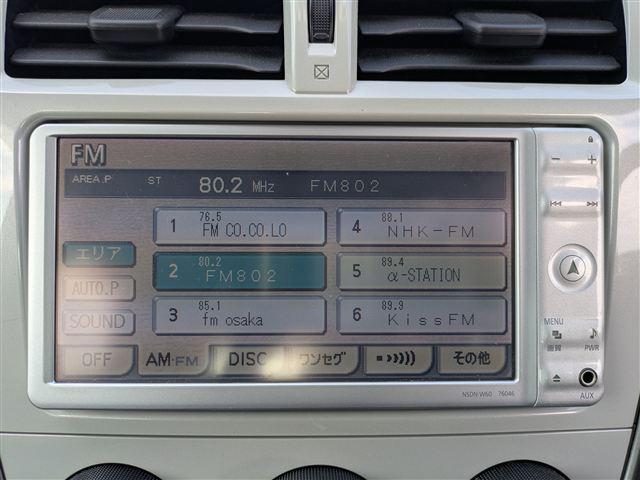 FM
AREA.P ST 80.2 MHz FM802
1 76.5 FM CO.CO.LO
4 88.1 NHK-FM
エリア
2 80.2 FM802
5 89.4 α-STATION
AUTO.P
3 85.1 fm osaka
6 89.9 KissFM
SOUND
OFF AM・FM DISC ワンセグ その他
MENU
画質 PWR
AUX
NSDN-W60 76046